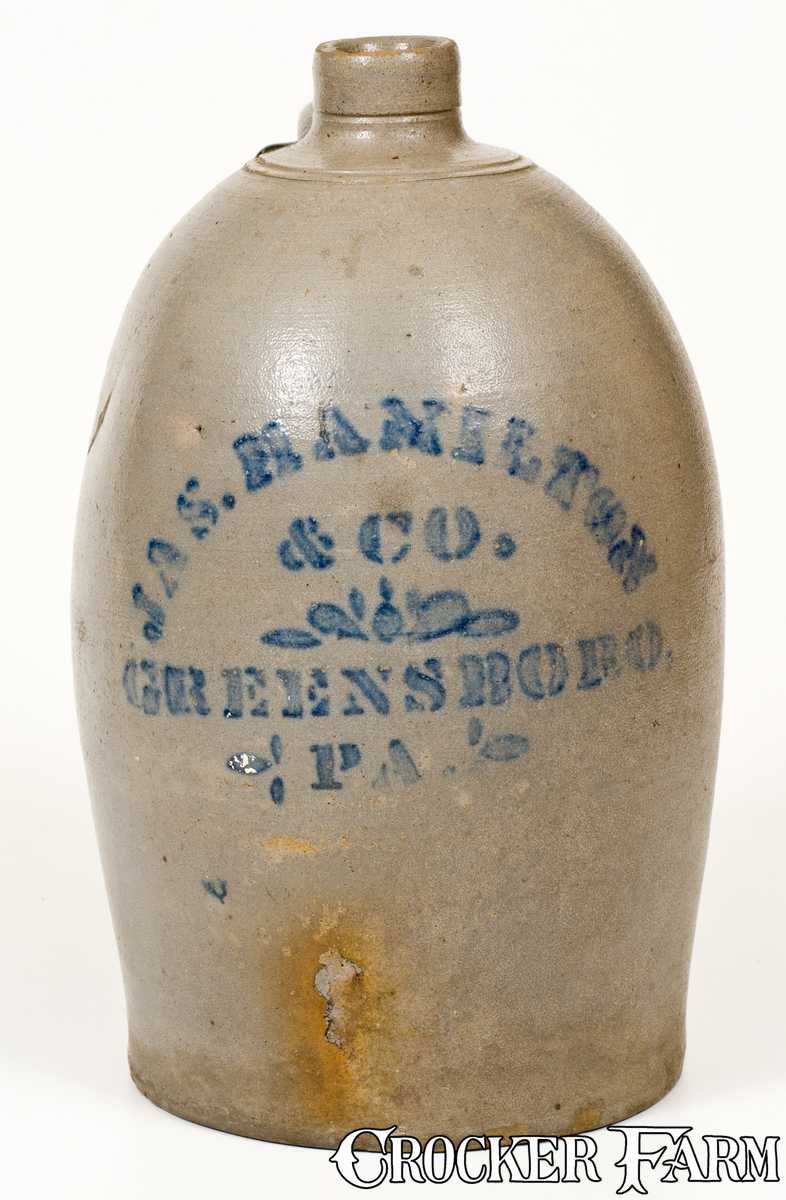 JAS. HAMILTON
& CO.
GREENSBORO.
PA.
CROCKER FARM